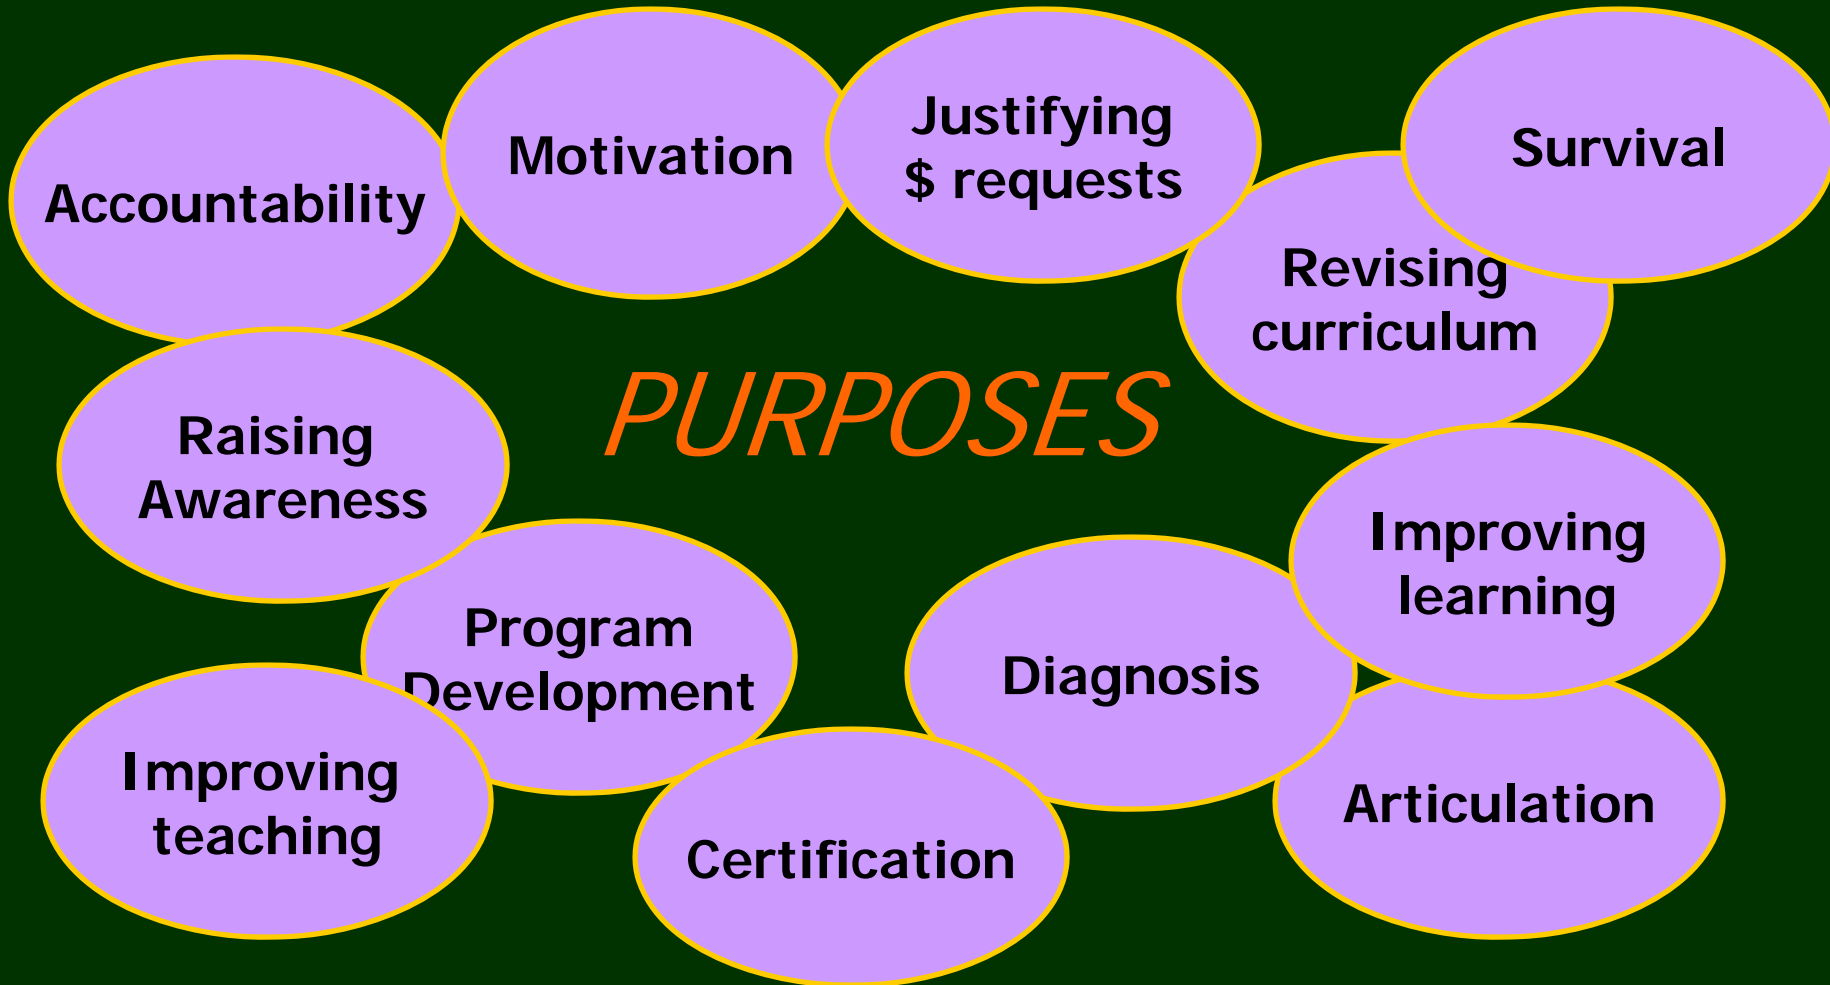 Accountability
Motivation
Justifying
$ requests
Survival
Revising
curriculum
PURPOSES
Raising
Awareness
Improving
learning
Program
Development
Diagnosis
Improving
teaching
Certification
Articulation